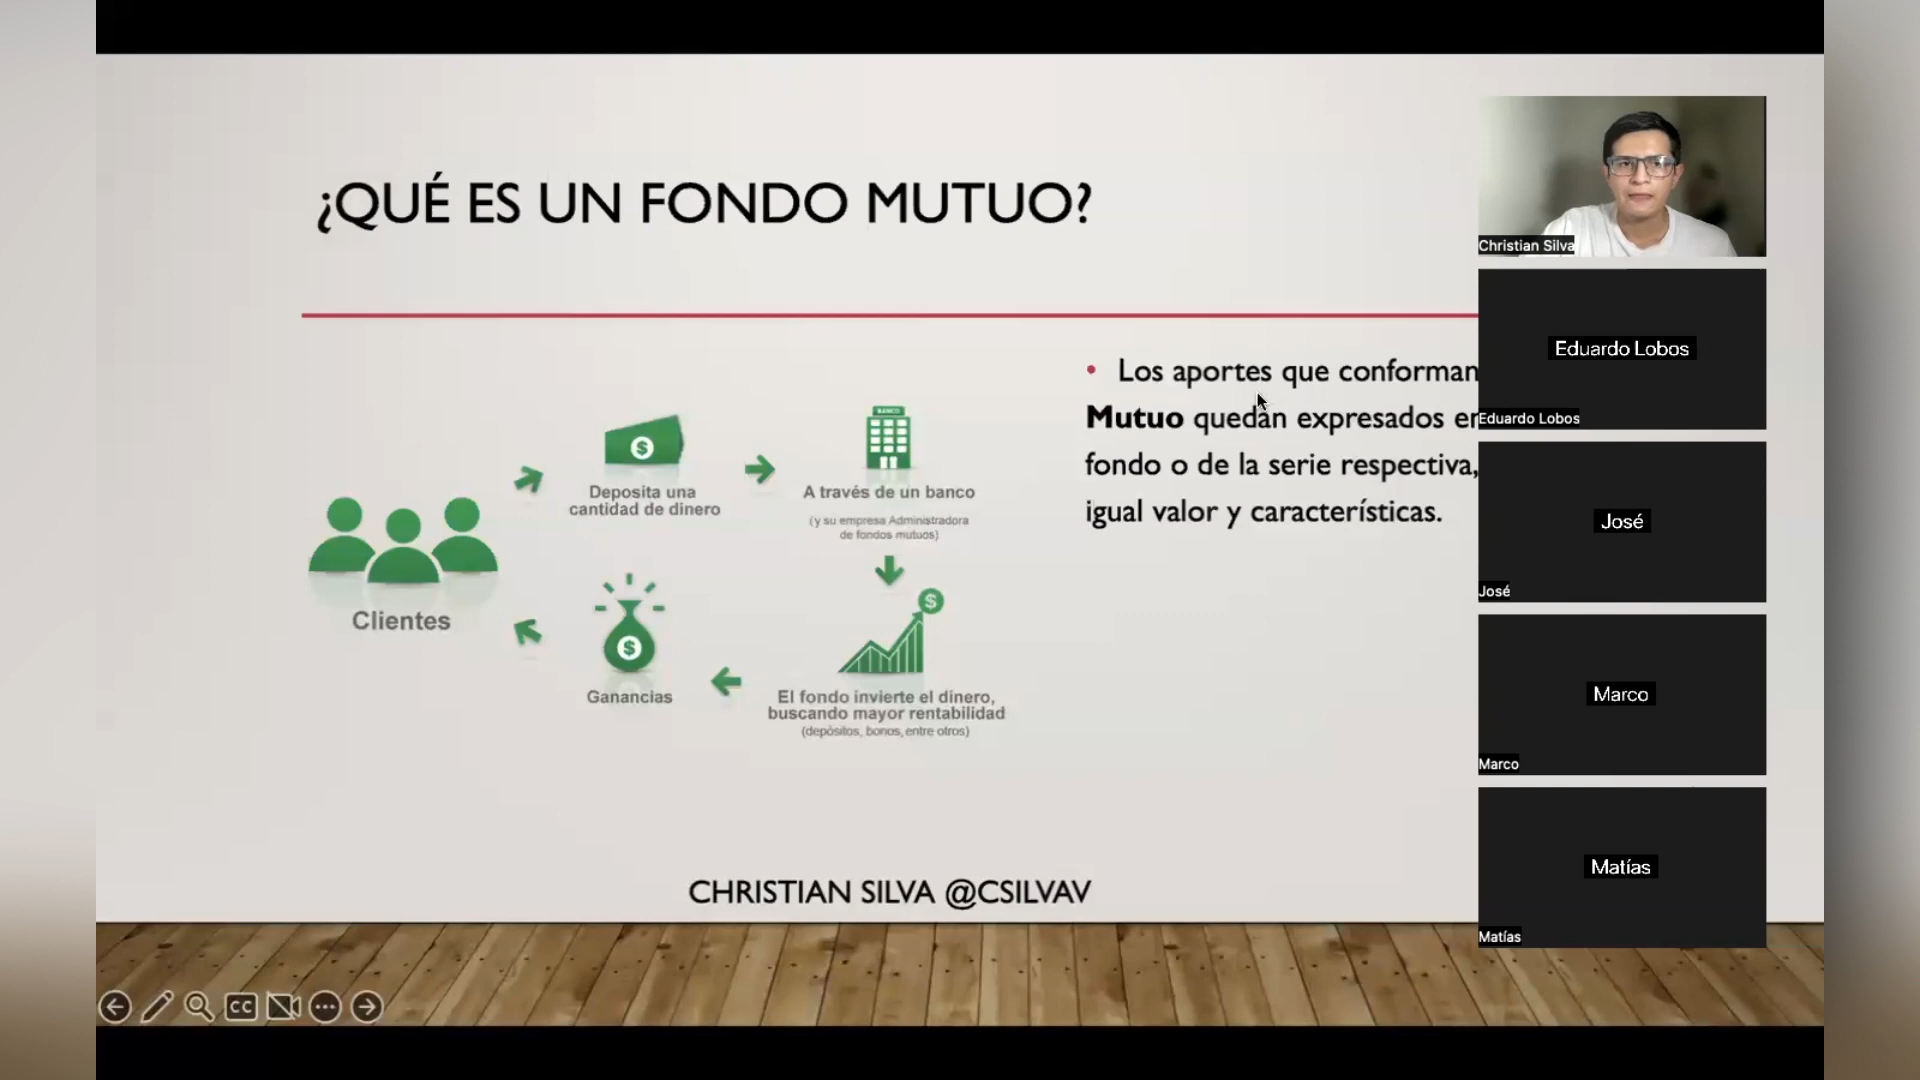 ¿QUÉ ES UN FONDO MUTUO?
Clientes
Deposita una
cantidad de dinero
BANCO
A través de un banco
(y su empresa Administradora
de fondos mutuos)
$
El fondo invierte el dinero,
buscando mayor rentabilidad
(depósitos, bonos, entre otros)
$
Ganancias
$
• Los aportes que conforman
Mutuo quedan expresados en
fondo o de la serie respectiva,
igual valor y características.
CHRISTIAN SILVA @CSILVAV
CC
Christian Silva
Eduardo Lobos
Eduardo Lobos
José
José
Marco
Marco
Matías
Matías